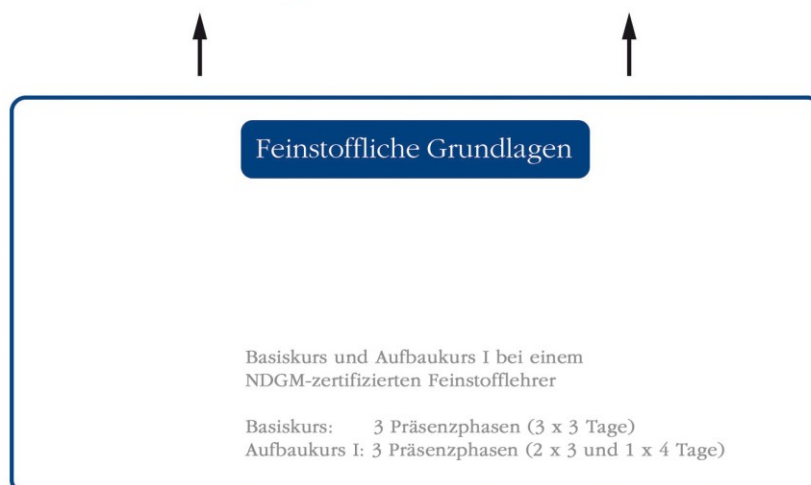 Feinstoffliche Grundlagen
Basiskurs und Aufbaukurs I bei einem
NDGM-zertifizierten Feinstofflehrer
Basiskurs: 3 Präsenzphasen (3 x 3 Tage)
Aufbaukurs I: 3 Präsenzphasen (2 x 3 und 1 x 4 Tage)